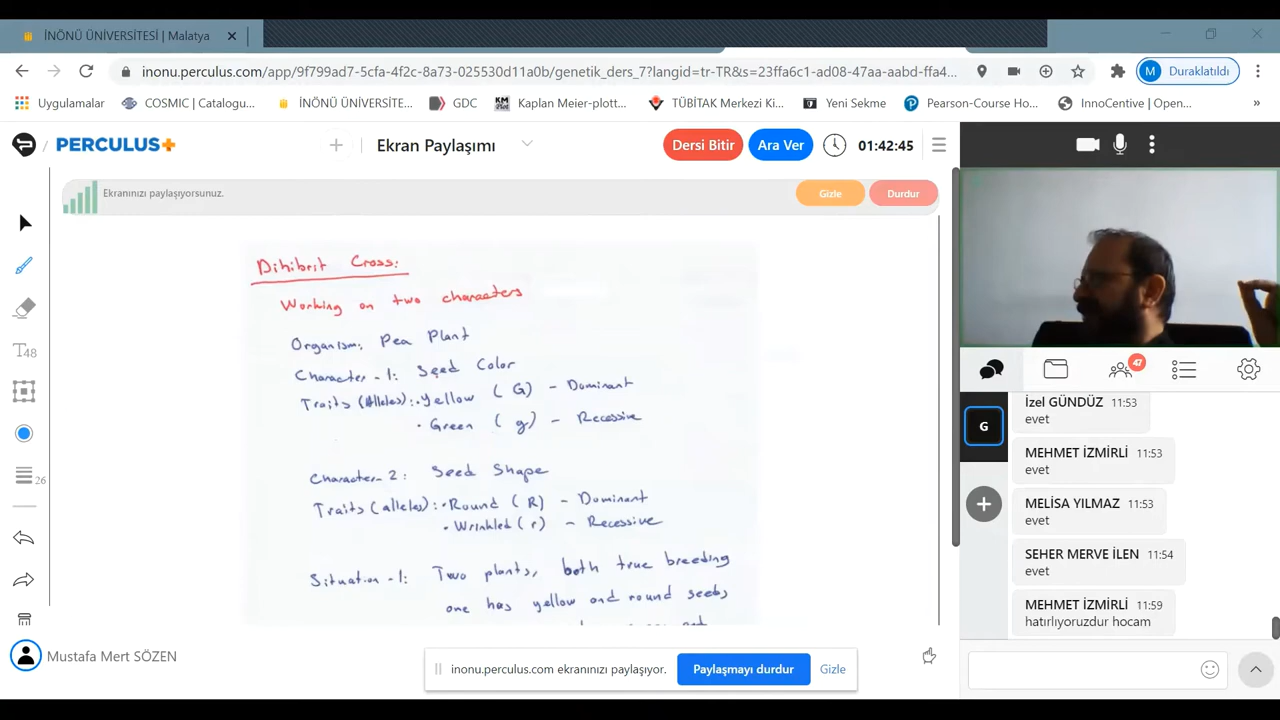 İNÖNÜ ÜNİVERSİTESİ | Malatya
inonu.perculus.com/app/9f799ad7-5cfa-4f2c-8a73-025530d11a0b/genetik_ders_7?langid=tr-TR&s=23ffa6c1-ad08-47aa-aabd-ffa4...
M Duraklatıldı
Uygulamalar COSMIC | Catalogu... İNÖNÜ ÜNİVERSİTE... GDC KM Kaplan Meier-plott... TÜBİTAK Merkezi Ki... Yeni Sekme Pearson-Course Ho... InnoCentive | Open... »
PERCULUS+ Ekran Paylaşımı Dersi Bitir Ara Ver 01:42:45
Ekranınızı paylaşıyorsunuz. Gizle Durdur
Dihibrit Cross:
Working on two characters
Organism: Pea Plant
Character-1: Seed Color
Traits (Alleles): • Yellow (G) - Dominant
• Green (g) - Recessive
Character-2: Seed Shape
Traits (alleles): • Round (R) - Dominant
• Wrinkled (r) - Recessive
Situation-1: Two plants, both true breeding
one has yellow and round seeds,
T48
26
47
G
İzel GÜNDÜZ 11:53
evet
MEHMET İZMİRLİ 11:53
evet
MELİSA YILMAZ 11:53
evet
SEHER MERVE İLEN 11:54
evet
MEHMET İZMİRLİ 11:59
hatırlıyoruzdur hocam
Mustafa Mert SÖZEN
inonu.perculus.com ekranınızı paylaşıyor. Paylaşmayı durdur Gizle